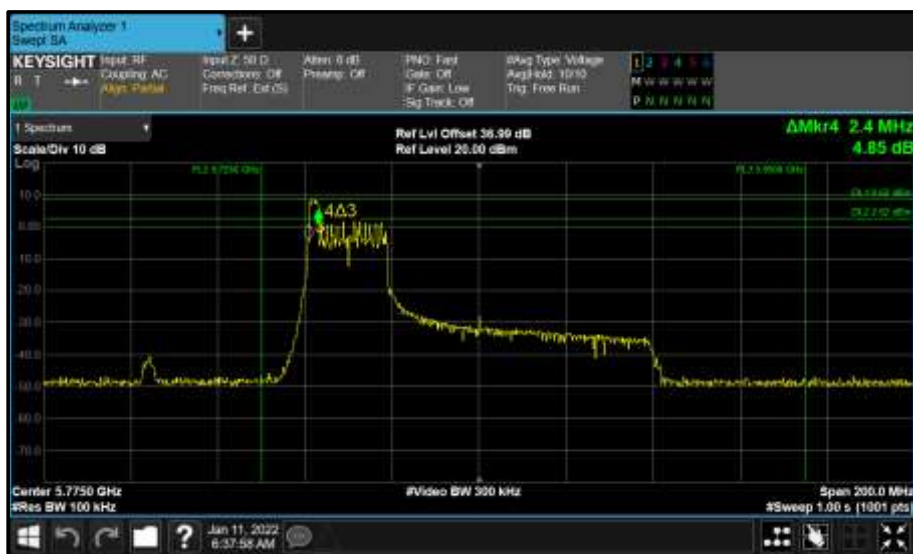 Spectrum Analyzer 1
Swept SA
+
KEYSIGHT
R T
Input: RF
Coupling: AC
Align: Partial
Input Z: 50 Ω
Corrections: Off
Freq Ref: Ext (S)
Atten: 6 dB
Preamp: Off
PNO: Fast
Gate: Off
IF Gain: Low
Sig Track: Off
#Avg Type: Voltage
Avg|Hold: 10/10
Trig: Free Run
1 2 3 4 5 6
M W W W W W
P N N N N N
1 Spectrum
Scale/Div 10 dB
Ref Lvl Offset 36.99 dB
Ref Level 20.00 dBm
ΔMkr4 2.4 MHz
4.85 dB
Log
10.0
0.00
-10.0
-20.0
-30.0
-40.0
-50.0
-60.0
-70.0
4Δ3
Center 5.7750 GHz
#Res BW 100 kHz
#Video BW 300 kHz
Span 200.0 MHz
#Sweep 1.00 s (1001 pts)
?
Jan 11, 2022
6:37:58 AM